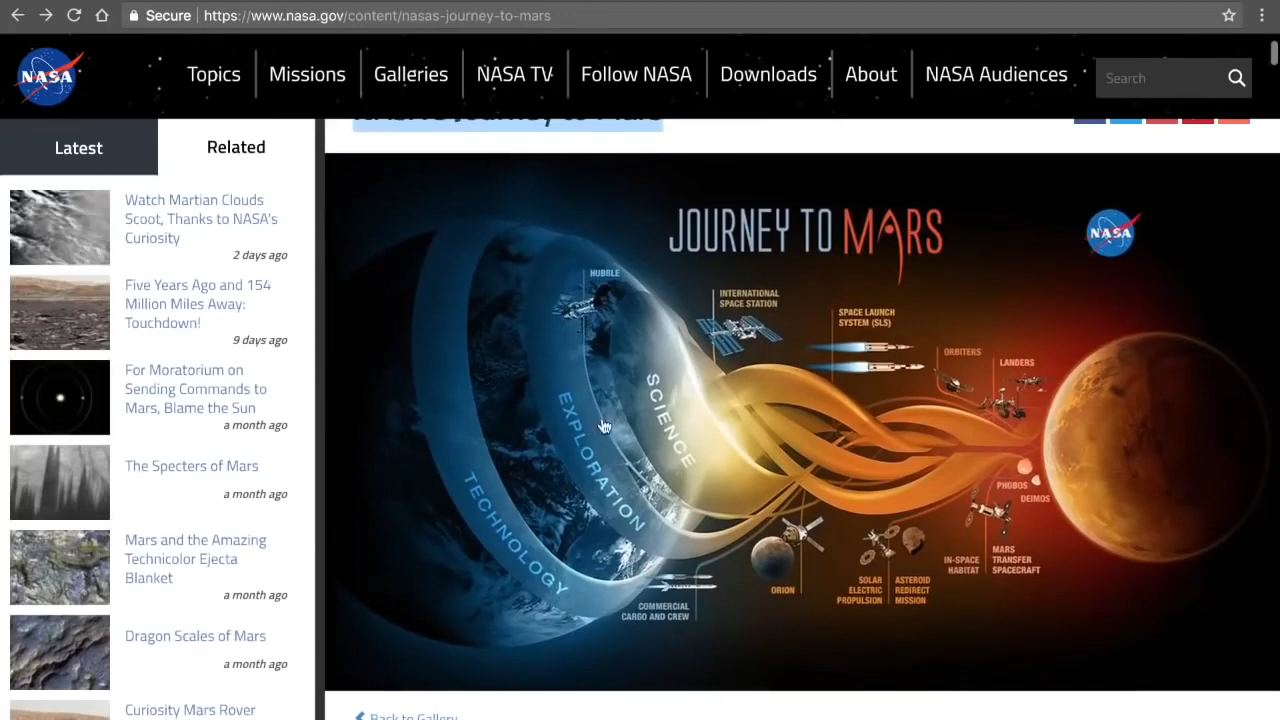 Secure https://www.nasa.gov/content/nasas-journey-to-mars
NASA
Topics Missions Galleries NASA TV Follow NASA Downloads About NASA Audiences Search
NASA's Journey to Mars
Latest Related
Watch Martian Clouds
Scoot, Thanks to NASA's
Curiosity
2 days ago
Five Years Ago and 154
Million Miles Away:
Touchdown!
9 days ago
For Moratorium on
Sending Commands to
Mars, Blame the Sun
a month ago
The Specters of Mars
a month ago
Mars and the Amazing
Technicolor Ejecta
Blanket
a month ago
Dragon Scales of Mars
a month ago
Curiosity Mars Rover
JOURNEY TO MARS
NASA
HUBBLE
INTERNATIONAL
SPACE STATION
SPACE LAUNCH
SYSTEM (SLS)
ORBITERS
LANDERS
SCIENCE
EXPLORATION
TECHNOLOGY
PHOBOS
DEIMOS
COMMERCIAL
CARGO AND CREW
ORION
SOLAR
ELECTRIC
PROPULSION
ASTEROID
REDIRECT
MISSION
IN-SPACE
HABITAT
MARS
TRANSFER
SPACECRAFT
Back to Gallery